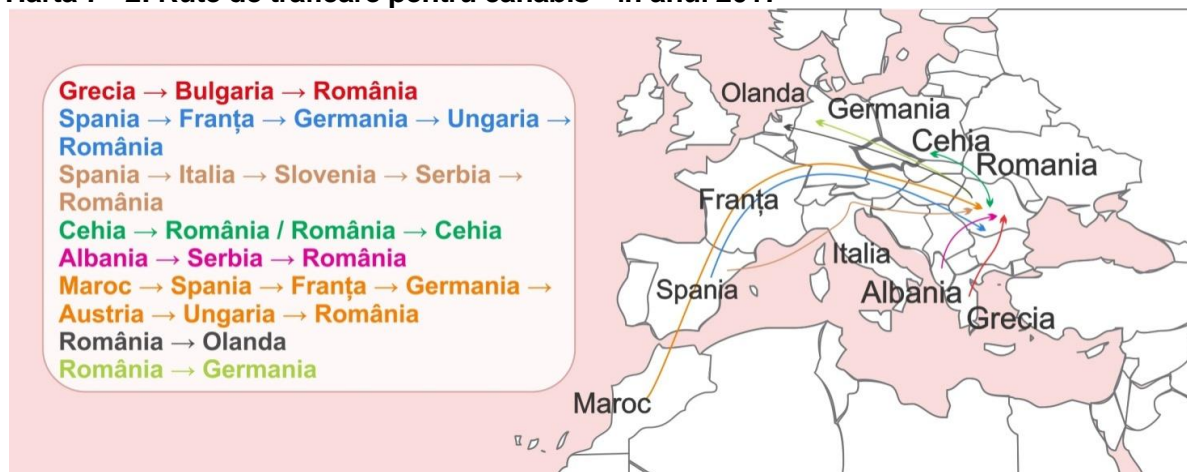 Harta 7 - 2: Rute de traficare pentru canabis - în anul 2017
Grecia → Bulgaria → România
Spania → Franța → Germania → Ungaria →
România
Spania → Italia → Slovenia → Serbia →
România
Cehia → România / România → Cehia
Albania → Serbia → România
Maroc → Spania → Franța → Germania →
Austria → Ungaria → România
România → Olanda
România → Germania
Olanda
Germania
Cehia
Romania
Franța
Italia
Spania
Albania
Grecia
Maroc